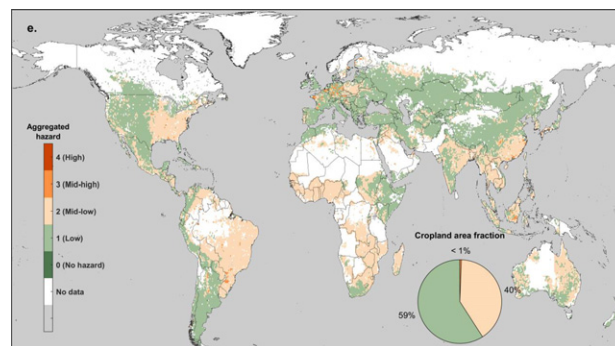 e.
Aggregated
hazard
4 (High)
3 (Mid-high)
2 (Mid-low)
1 (Low)
0 (No hazard)
No data
Cropland area fraction
< 1%
40%
59%